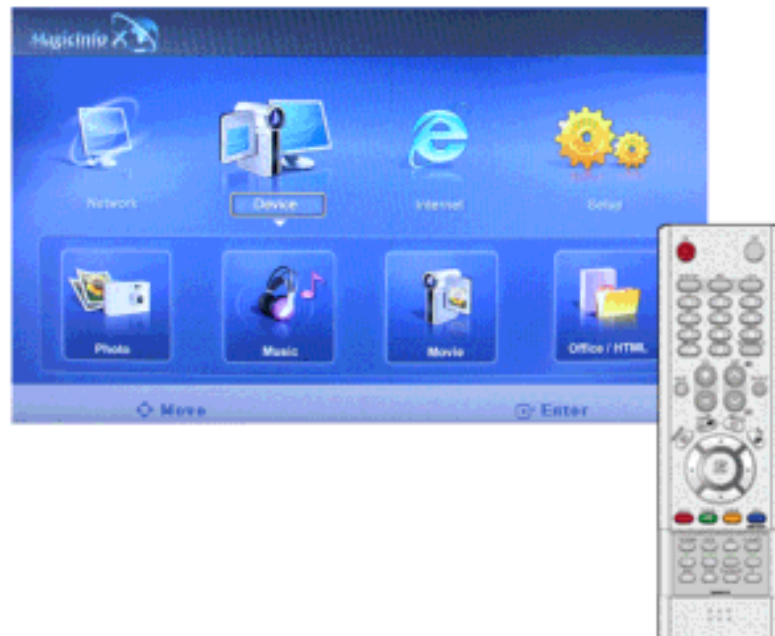 MagicInfo X
Network Device Internet Setup
Photo Music Movie Office / HTML
Move Enter